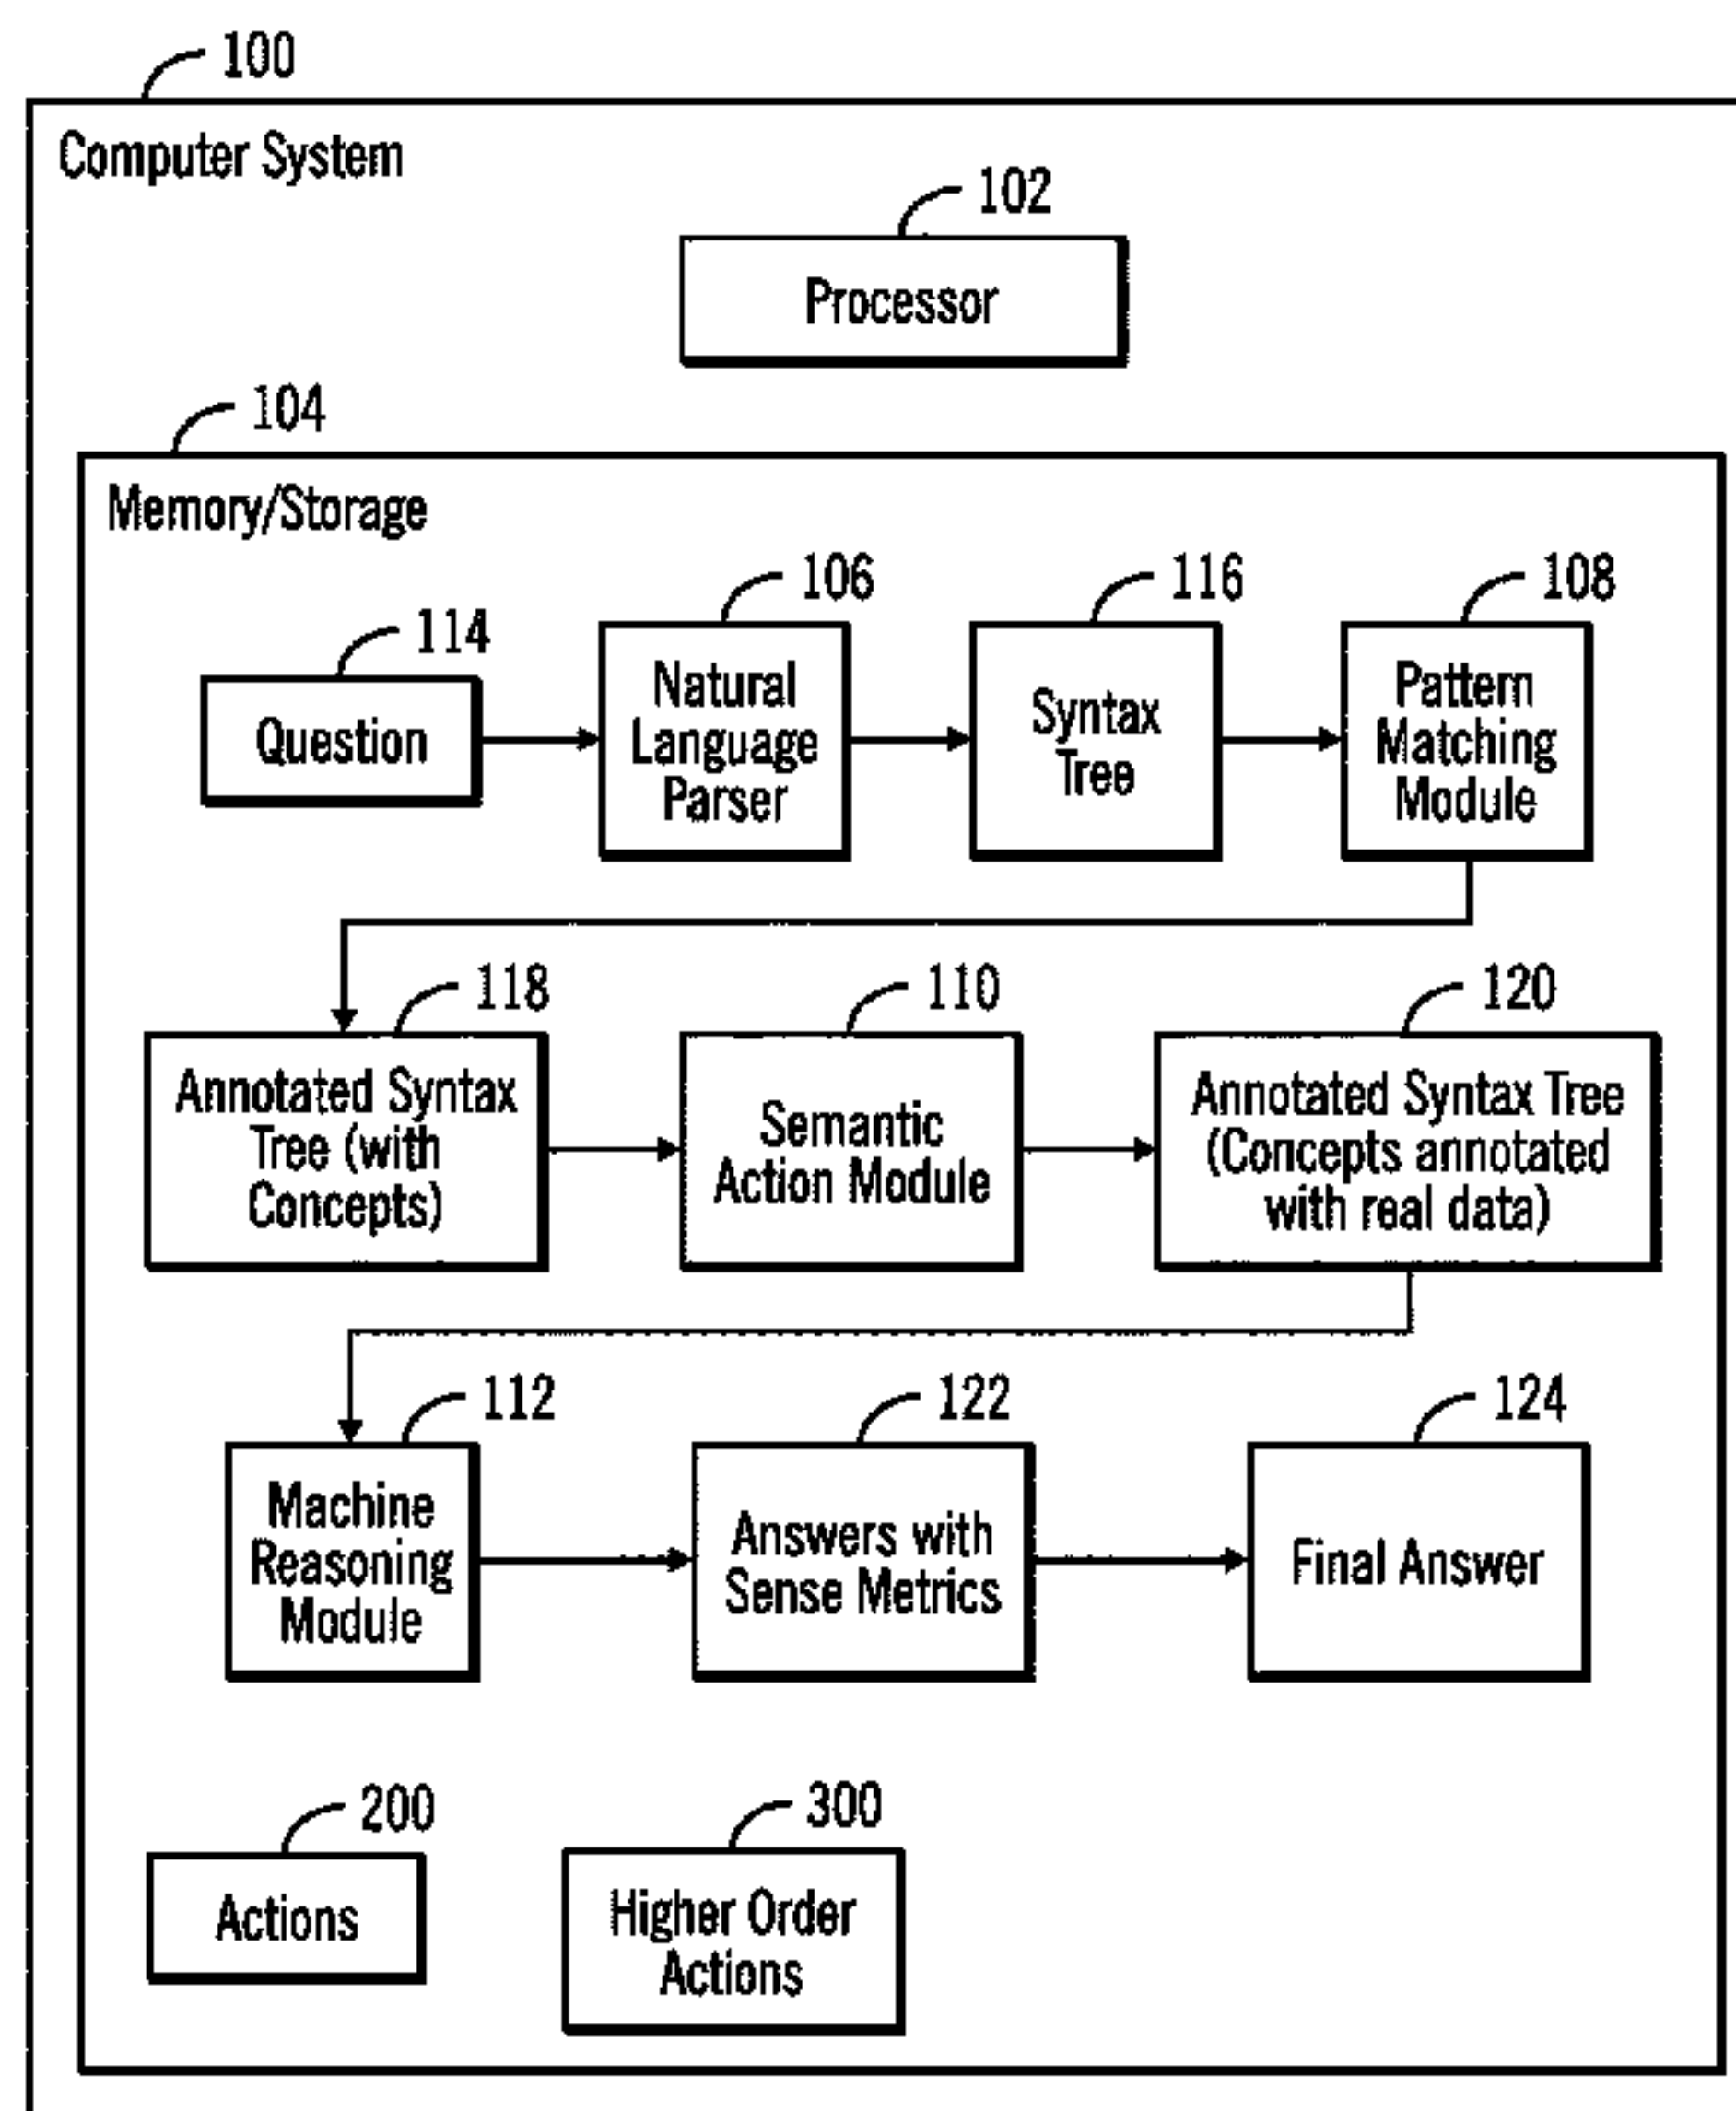 100
Computer System
102
Processor
104
Memory/Storage
106
116
108
114
Question
Natural
Language
Parser
Syntax
Tree
Pattern
Matching
Module
118
110
120
Annotated Syntax
Tree (with
Concepts)
Semantic
Action Module
Annotated Syntax Tree
(Concepts annotated
with real data)
112
122
124
Machine
Reasoning
Module
Answers with
Sense Metrics
Final Answer
200
300
Actions
Higher Order
Actions